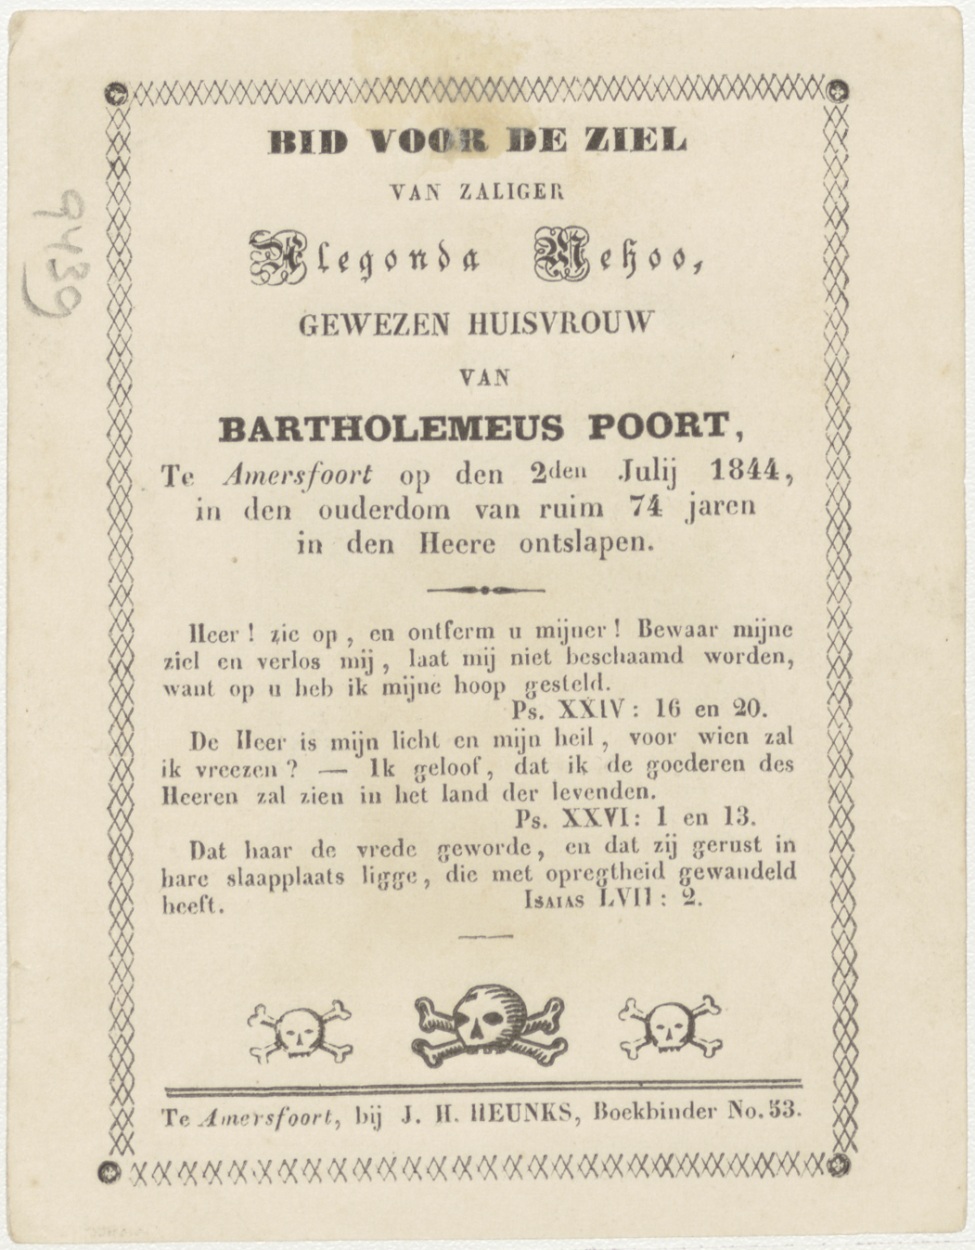 BID VOOR DE ZIEL
VAN ZALIGER
Alegonda Mehoo,
GEWEZEN HUISVROUW
VAN
BARTHOLEMEUS POORT,
Te Amersfoort op den 2den Julij 1844,
in den ouderdom van ruim 74 jaren
in den Heere ontslapen.
Heer! zie op, en ontferm u mijner! Bewaar mijne
ziel en verlos mij, laat mij niet beschaamd worden,
want op u heb ik mijne hoop gesteld.
Ps. XXIV: 16 en 20.
De Heer is mijn licht en mijn heil, voor wien zal
ik vreezen? — Ik geloof, dat ik de goederen des
Heeren zal zien in het land der levenden.
Ps. XXVI: 1 en 13.
Dat haar de vrede geworde, en dat zij gerust in
hare slaapplaats ligge, die met opregtheid gewandeld
heeft. ISAIAS LVII: 2.
Te Amersfoort, bij J. H. HEUNKS, Boekbinder No. 53.
9439